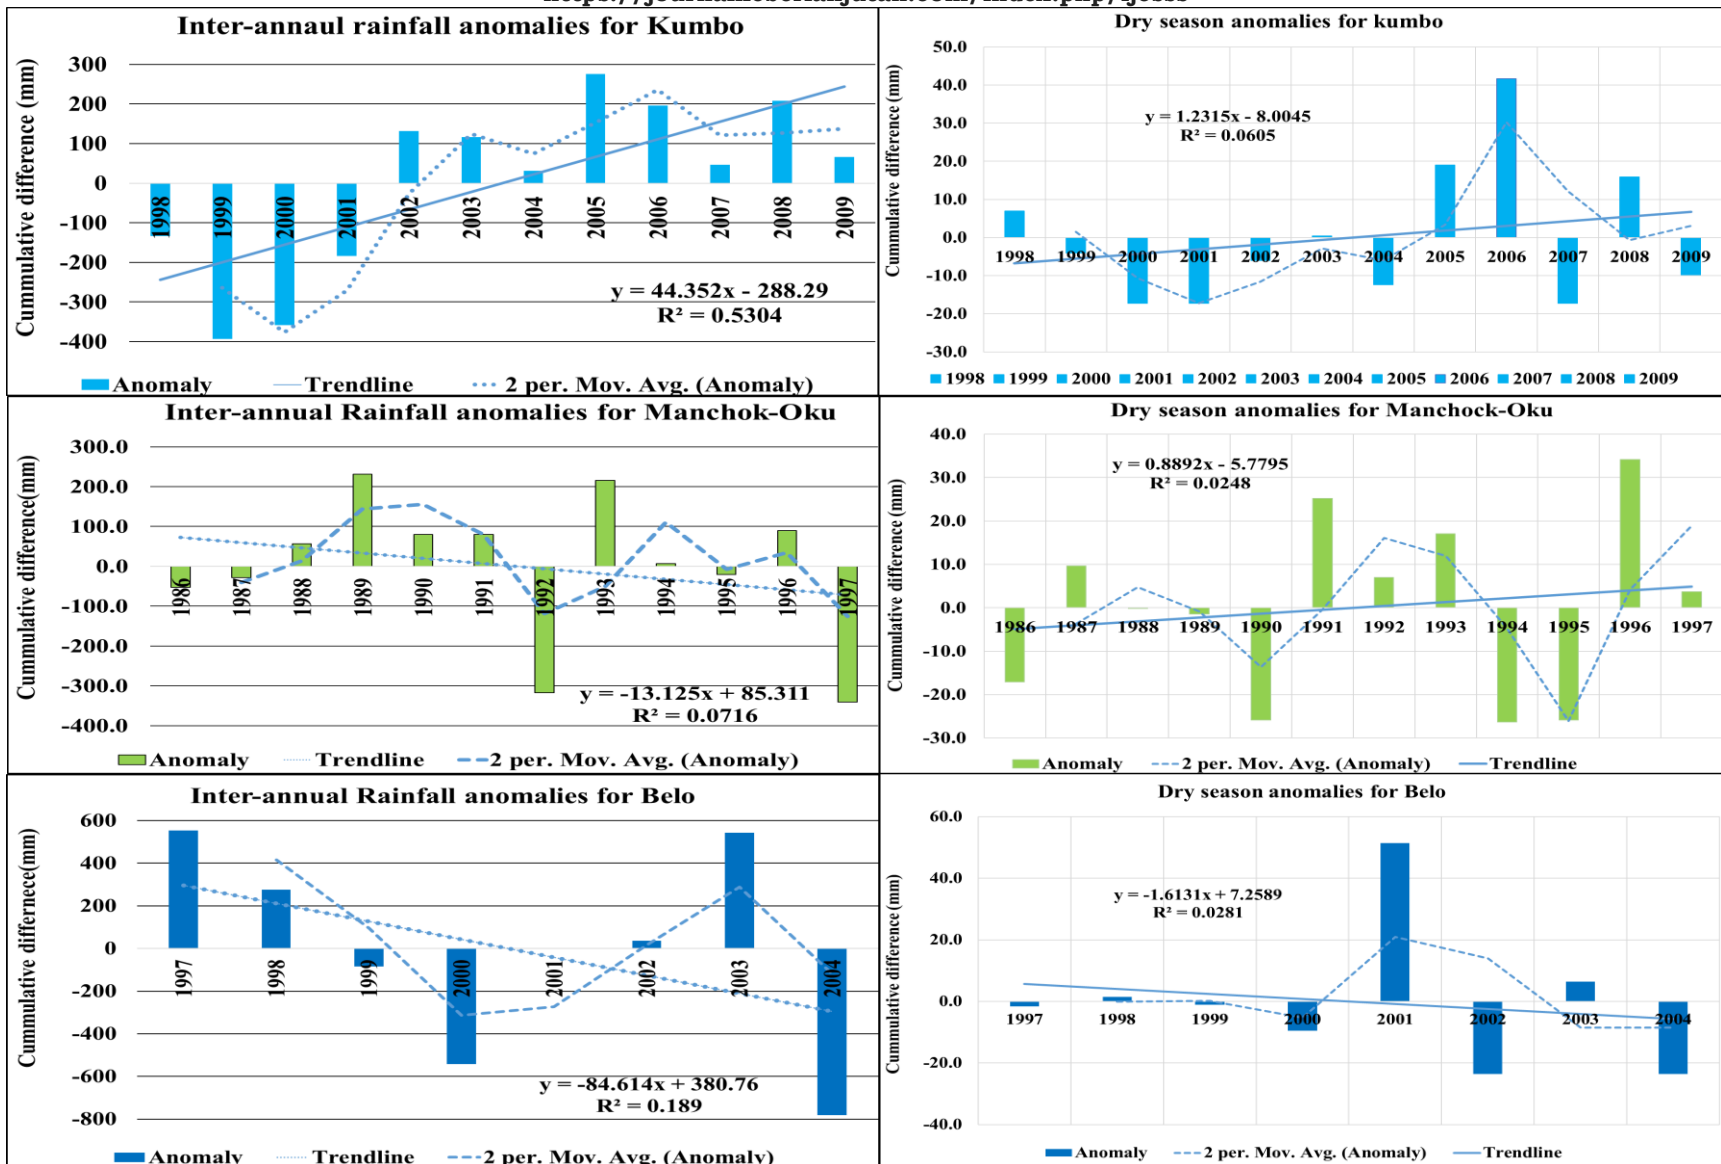 Inter-annaul rainfall anomalies for Kumbo
Cummulative difference (mm)
300
200
100
0
-100
-200
-300
-400
1998
1999
2000
2001
2002
2003
2004
2005
2006
2007
2008
2009
y = 44.352x - 288.29
R² = 0.5304
Anomaly Trendline 2 per. Mov. Avg. (Anomaly)
Dry season anomalies for kumbo
Cummulative difference (mm)
50.0
40.0
30.0
20.0
10.0
0.0
-10.0
-20.0
-30.0
y = 1.2315x - 8.0045
R² = 0.0605
1998 1999 2000 2001 2002 2003 2004 2005 2006 2007 2008 2009
1998 1999 2000 2001 2002 2003 2004 2005 2006 2007 2008 2009
Inter-annual Rainfall anomalies for Manchok-Oku
Cummulative difference(mm)
300.0
200.0
100.0
0.0
-100.0
-200.0
-300.0
-400.0
1986
1987
1988
1989
1990
1991
1992
1993
1994
1995
1996
1997
y = -13.125x + 85.311
R² = 0.0716
Anomaly Trendline 2 per. Mov. Avg. (Anomaly)
Dry season anomalies for Manchock-Oku
Cummulative difference (mm)
40.0
30.0
20.0
10.0
0.0
-10.0
-20.0
-30.0
y = 0.8892x - 5.7795
R² = 0.0248
1986 1987 1988 1989 1990 1991 1992 1993 1994 1995 1996 1997
Anomaly 2 per. Mov. Avg. (Anomaly) Trendline
Inter-annual Rainfall anomalies for Belo
Cummulative differnece(mm)
600
400
200
0
-200
-400
-600
-800
1997
1998
1999
2000
2001
2002
2003
2004
y = -84.614x + 380.76
R² = 0.189
Anomaly Trendline 2 per. Mov. Avg. (Anomaly)
Dry season anomalies for Belo
Cummulative difference (mm)
60.0
40.0
20.0
0.0
-20.0
-40.0
y = -1.6131x + 7.2589
R² = 0.0281
1997 1998 1999 2000 2001 2002 2003 2004
Anomaly 2 per. Mov. Avg. (Anomaly) Trendline